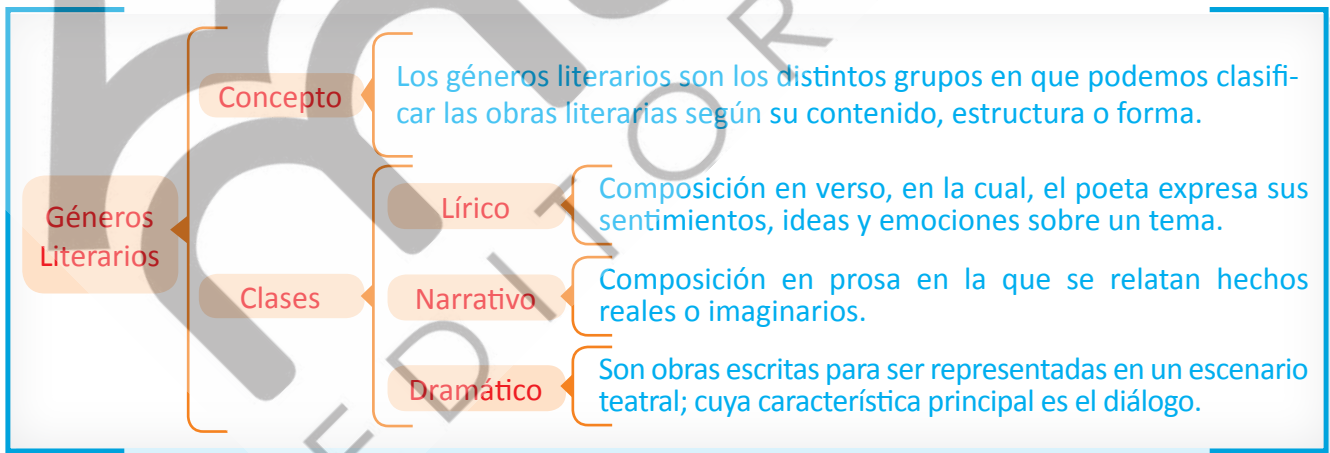 Géneros
Literarios
Concepto
Los géneros literarios son los distintos grupos en que podemos clasifi-
car las obras literarias según su contenido, estructura o forma.
Clases
Lírico
Composición en verso, en la cual, el poeta expresa sus
sentimientos, ideas y emociones sobre un tema.
Narrativo
Composición en prosa en la que se relatan hechos
reales o imaginarios.
Dramático
Son obras escritas para ser representadas en un escenario
teatral; cuya característica principal es el diálogo.
EDITOR